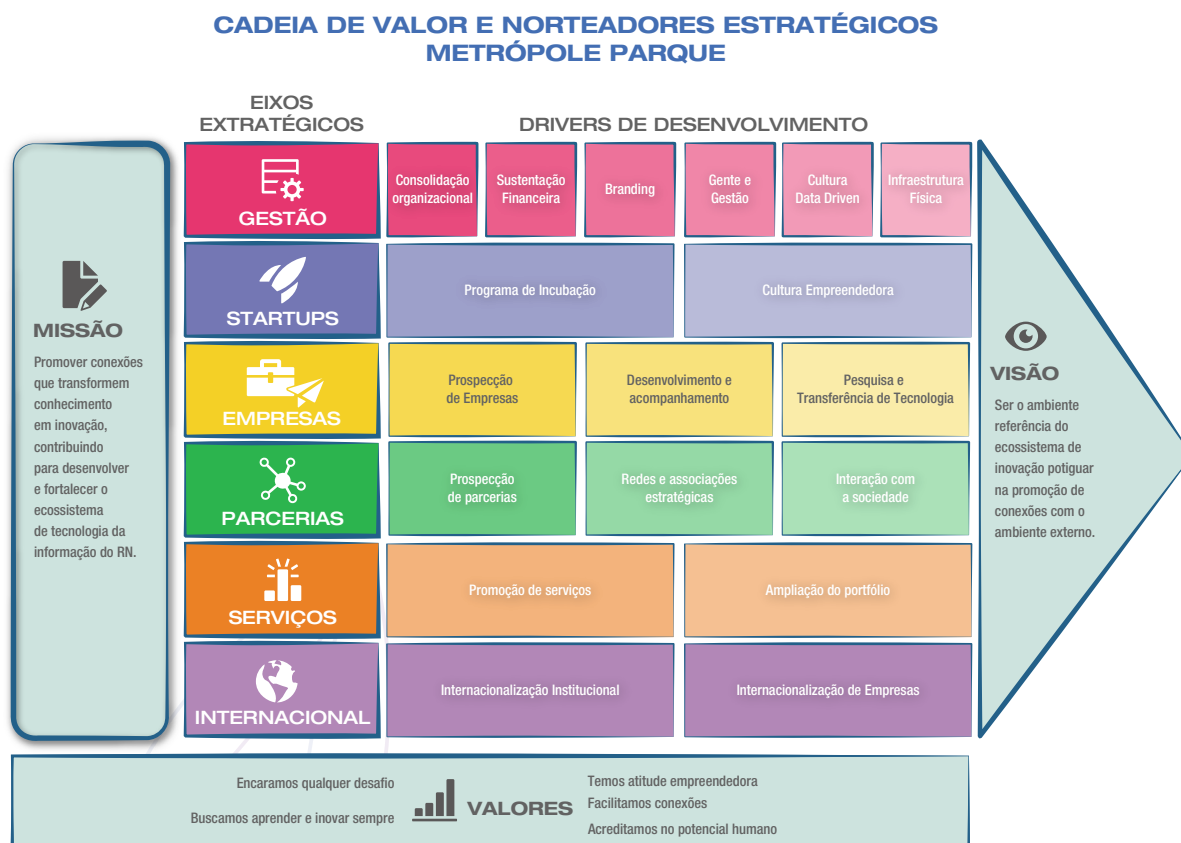 CADEIA DE VALOR E NORTEADORES ESTRATÉGICOS
METRÓPOLE PARQUE
EIXOS
EXTRATÉGICOS
DRIVERS DE DESENVOLVIMENTO
MISSÃO
Promover conexões
que transformem
conhecimento
em inovação,
contribuindo
para desenvolver
e fortalecer o
ecossistema
de tecnologia da
informação do RN.
GESTÃO
Consolidação
organizacional
Sustentação
Financeira
Branding
Gente e
Gestão
Cultura
Data Driven
Infraestrutura
Fisica
STARTUPS
Programa de Incubação
Cultura Empreendedora
EMPRESAS
Prospecção
de Empresas
Desenvolvimento e
acompanhamento
Pesquisa e
Transferência de Tecnologia
PARCERIAS
Prospecção
de parcerias
Redes e associações
estratégicas
Interação com
a sociedade
SERVIÇOS
Promoção de serviços
Ampliação do portfólio
INTERNACIONAL
Internacionalização Institucional
Internacionalização de Empresas
VISÃO
Ser o ambiente
referência do
ecossistema de
inovação potiguar
na promoção de
conexões com o
ambiente externo.
Encaramos qualquer desafio
Buscamos aprender e inovar sempre
VALORES
Temos atitude empreendedora
Facilitamos conexões
Acreditamos no potencial humano